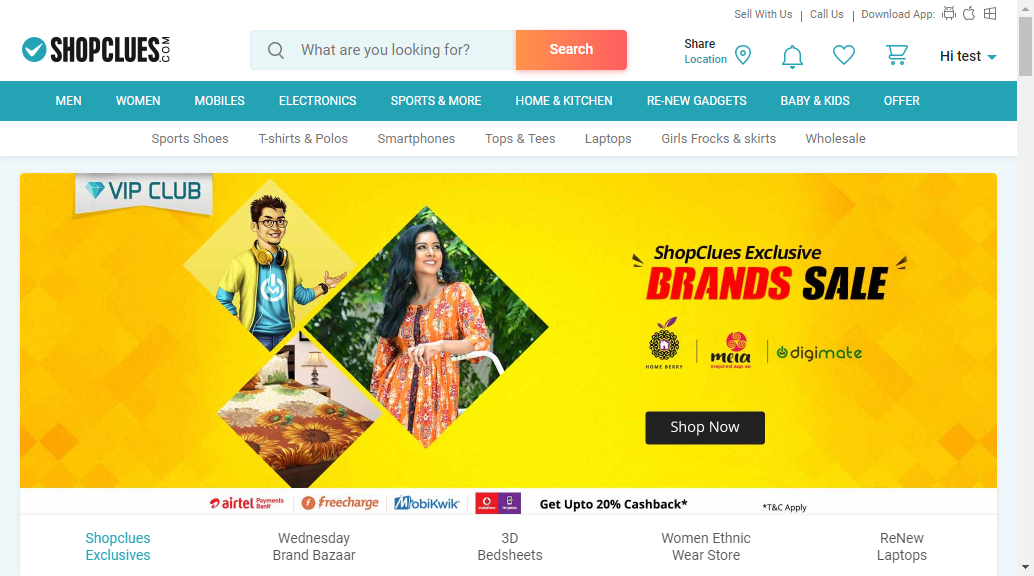 Sell With Us | Call Us | Download App:
SHOPCLUES.COM
What are you looking for?
Search
Share
Location
Hi test
MEN WOMEN MOBILES ELECTRONICS SPORTS & MORE HOME & KITCHEN RE-NEW GADGETS BABY & KIDS OFFER
Sports Shoes T-shirts & Polos Smartphones Tops & Tees Laptops Girls Frocks & skirts Wholesale
VIP CLUB
ShopClues Exclusive
BRANDS SALE
HOME BERRY
meia
inspired sop me
digimate
Shop Now
airtel Payments Bank
freecharge
MobiKwik
vodafone m-pesa
Get Upto 20% Cashback*
*T&C Apply
Shopclues
Exclusives
Wednesday
Brand Bazaar
3D
Bedsheets
Women Ethnic
Wear Store
ReNew
Laptops